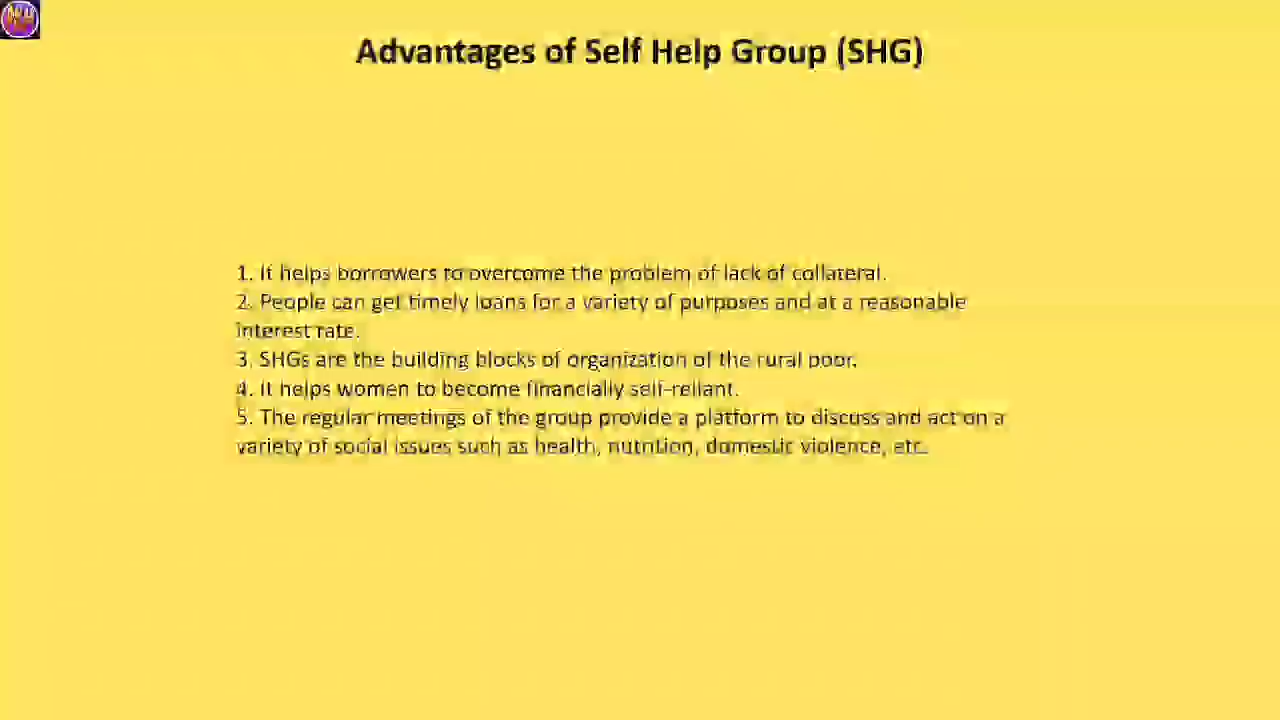 Advantages of Self Help Group (SHG)
1. It helps borrowers to overcome the problem of lack of collateral.
2. People can get timely loans for a variety of purposes and at a reasonable
interest rate.
3. SHGs are the building blocks of organization of the rural poor.
4. It helps women to become financially self-reliant.
5. The regular meetings of the group provide a platform to discuss and act on a
variety of social issues such as health, nutrition, domestic violence, etc.